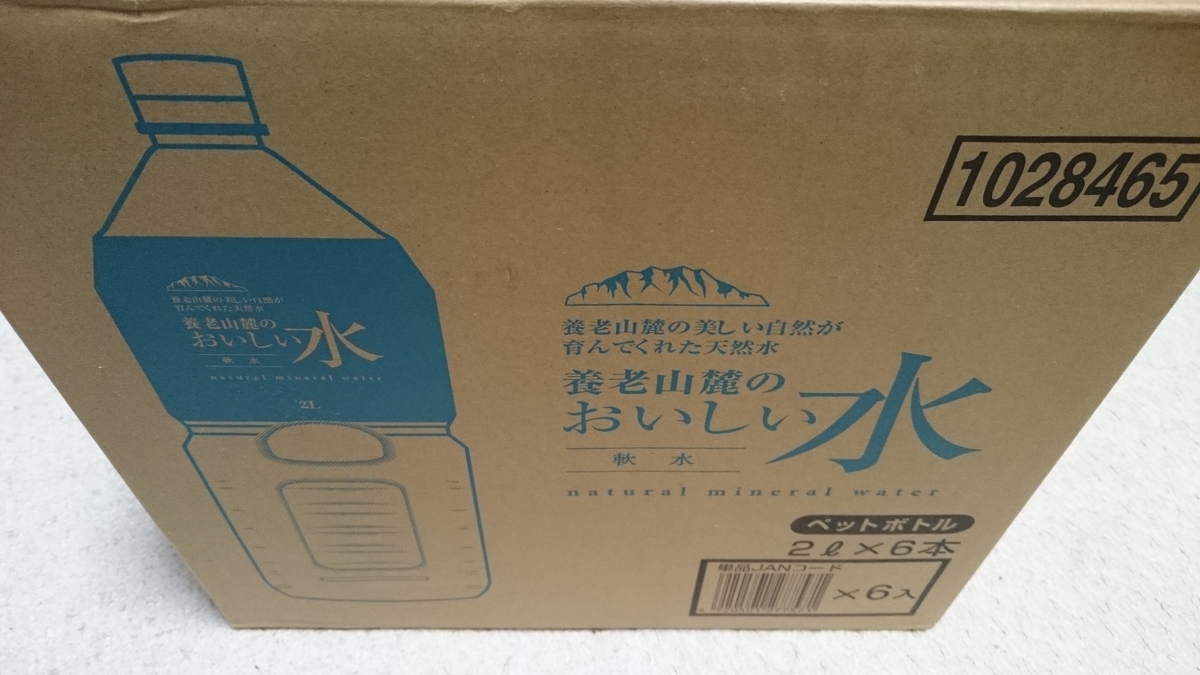 養老山麓の美しい自然が
育んでくれた天然水
養老山麓の
おいしい水
軟水
natural mineral water
2L
1028465
養老山麓の美しい自然が
育んでくれた天然水
養老山麓の
おいしい水
軟水
natural mineral water
ペットボトル
2ℓ×6本
単品JANコード
×6入